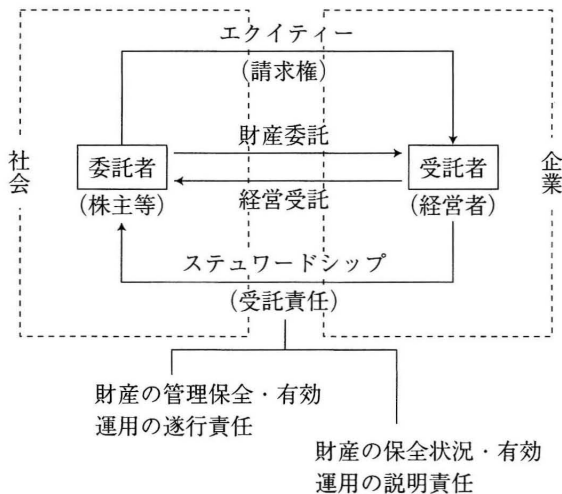 エクイティー
(請求権)
社会
企業
財産委託
委託者
受託者
(株主等)
経営受託
(経営者)
ステュワードシップ
(受託責任)
財産の管理保全・有効
運用の遂行責任
財産の保全状況・有効
運用の説明責任